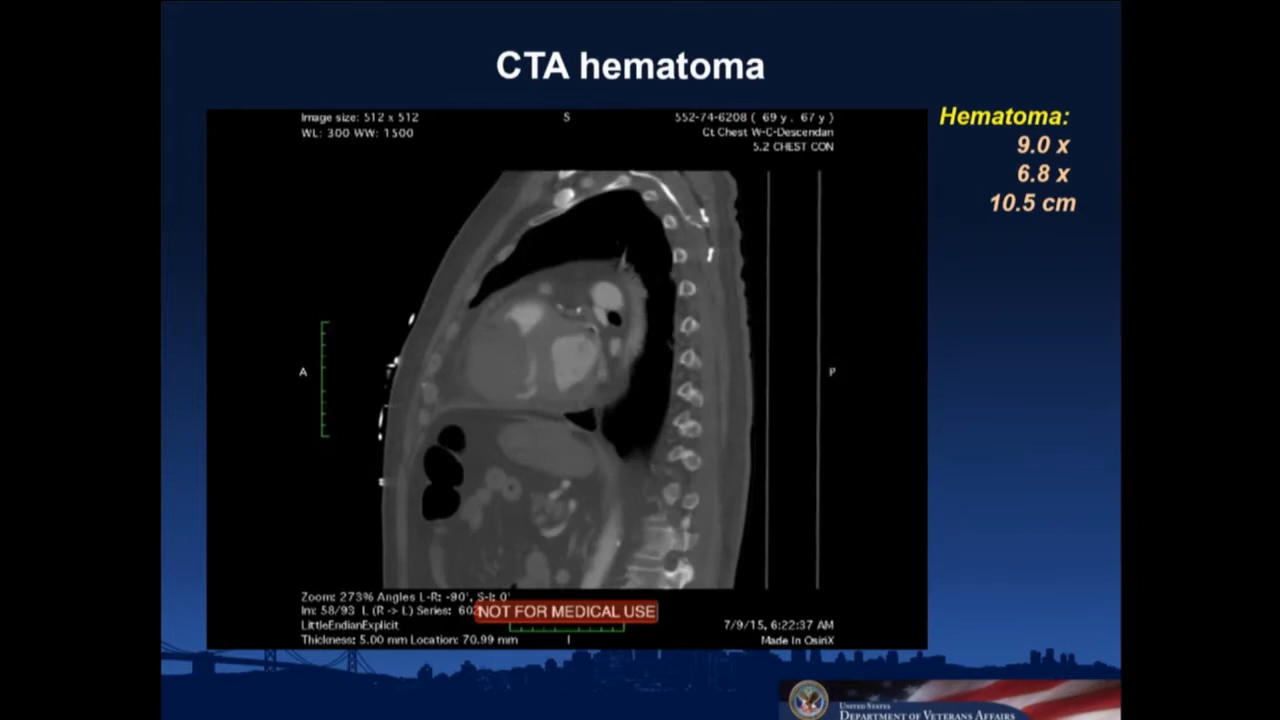 CTA hematoma
Image size: 512 x 512
WL: 300 WW: 1500
S
552-74-6208 ( 69 y , 67 y )
Ct Chest W-C-Descendan
5.2 CHEST CON
Hematoma:
9.0 x
6.8 x
10.5 cm
A
P
Zoom: 273% Angles L-R: -90°, S-I: 0°
Im: 58/93 L (R -> L) Series: 602
NOT FOR MEDICAL USE
LittleEndianExplicit
Thickness: 5.00 mm Location: 70.99 mm
I
7/9/15, 6:22:37 AM
Made In OsiriX
UNITED STATES
DEPARTMENT OF VETERANS AFFAIRS